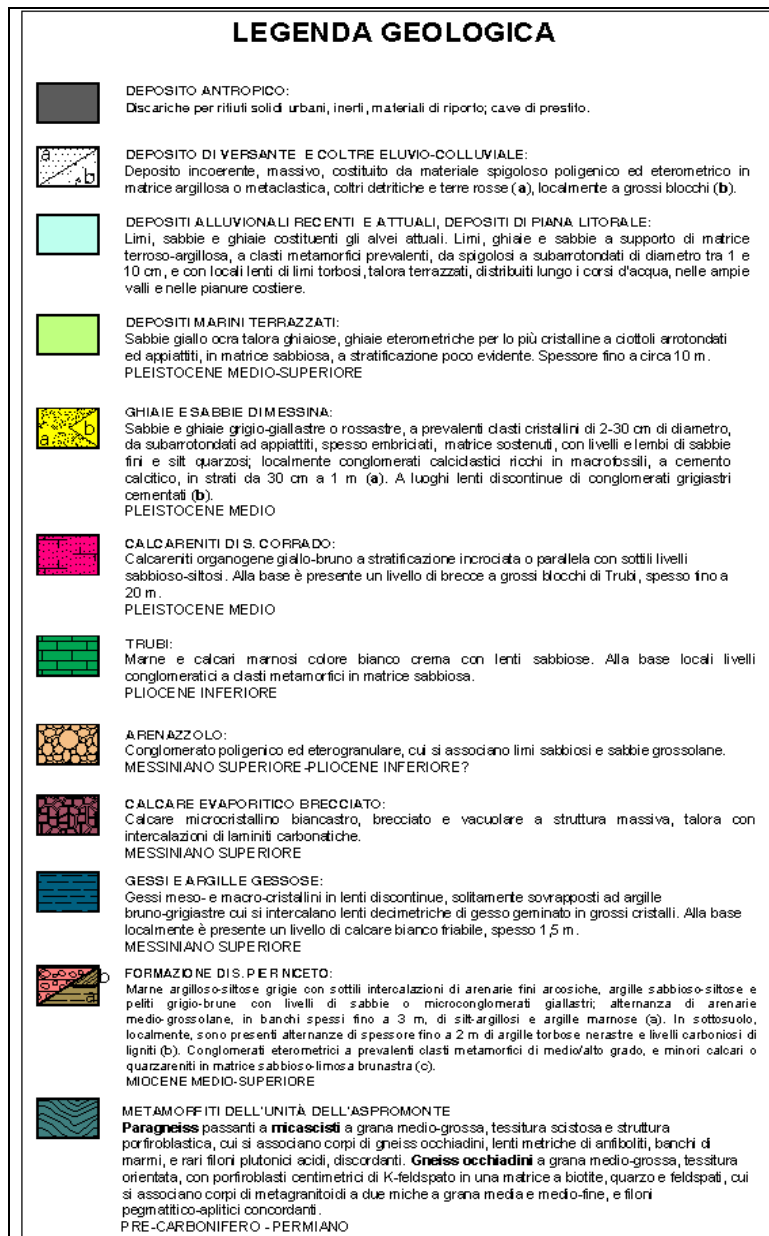 LEGENDA GEOLOGICA
DEPOSITO ANTROPICO:
Discariche per rifiuti solidi urbani, inerti, materiali di riporto; cave di prestito.
a
b
DEPOSITO DI VERSANTE E COLTRE ELUVIO-COLLUVIALE:
Deposito incoerente, massivo, costituito da materiale spigoloso poligenico ed eterometrico in
matrice argillosa o metaclastica, coltri detritiche e terre rosse (a), localmente a grossi blocchi (b).
DEPOSITI ALLUVIONALI RECENTI E ATTUALI, DEPOSITI DI PIANA LITORALE:
Limi, sabbie e ghiaie costituenti gli alvei attuali. Limi, ghiaie e sabbie a supporto di matrice
terroso-argillosa, a clasti metamorfici prevalenti, da spigolosi a subarrotondati di diametro tra 1 e
10 cm, e con locali lenti di limi torbosi, talora terrazzati, distribuiti lungo i corsi d'acqua, nelle ampie
valli e nelle pianure costiere.
DEPOSITI MARINI TERRAZZATI:
Sabbie giallo ocra talora ghiaiose, ghiaie eterometriche per lo più cristalline a ciottoli arrotondati
ed appiattiti, in matrice sabbiosa, a stratificazione poco evidente. Spessore fino a circa 10 m.
PLEISTOCENE MEDIO-SUPERIORE
a
b
GHIAIE E SABBIE DI MESSINA:
Sabbie e ghiaie grigio-giallastre o rossastre, a prevalenti clasti cristallini di 2-30 cm di diametro,
da subarrotondati ad appiattiti, spesso embriciati, matrice sostenuti, con livelli e lembi di sabbie
fini e silt quarzosi; localmente conglomerati calciclastici ricchi in macrofossili, a cemento
calcitico, in strati da 30 cm a 1 m (a). A luoghi lenti discontinue di conglomerati grigiastri
cementati (b).
PLEISTOCENE MEDIO
CALCARENITI DI S. CORRADO:
Calcareniti organogene giallo-bruno a stratificazione incrociata o parallela con sottili livelli
sabbioso-siltosi. Alla base è presente un livello di brecce a grossi blocchi di Trubi, spesso fino a
20 m.
PLEISTOCENE MEDIO
TRUBI:
Marne e calcari marnosi colore bianco crema con lenti sabbiose. Alla base locali livelli
conglomeratici a clasti metamorfici in matrice sabbiosa.
PLIOCENE INFERIORE
ARENAZZOLO:
Conglomerato poligenico ed eterogranulare, cui si associano limi sabbiosi e sabbie grossolane.
MESSINIANO SUPERIORE-PLIOCENE INFERIORE?
CALCARE EVAPORITICO BRECCIATO:
Calcare microcristallino biancastro, brecciato e vacuolare a struttura massiva, talora con
intercalazioni di laminiti carbonatiche.
MESSINIANO SUPERIORE
GESSI E ARGILLE GESSOSE:
Gessi meso- e macro-cristallini in lenti discontinue, solitamente sovrapposti ad argille
bruno-grigiastre cui si intercalano lenti decimetriche di gesso geminato in grossi cristalli. Alla base
localmente è presente un livello di calcare bianco friabile, spesso 1,5 m.
MESSINIANO SUPERIORE
b
a
FORMAZIONE DI S. PIER NICETO:
Marne argilloso-siltose grigie con sottili intercalazioni di arenarie fini arcosiche, argille sabbioso-siltose e
peliti grigio-brune con livelli di sabbie o microconglomerati giallastri; alternanza di arenarie
medio-grossolane, in banchi spessi fino a 3 m, di silt-argillosi e argille marnose (a). In sottosuolo,
localmente, sono presenti alternanze di spessore fino a 2 m di argille torbose nerastre e livelli carboniosi di
ligniti (b). Conglomerati eterometrici a prevalenti clasti metamorfici di medio/alto grado, e minori calcari o
quarzareniti in matrice sabbioso-limosa brunastra (c).
MIOCENE MEDIO-SUPERIORE
METAMORFITI DELL'UNITÀ DELL'ASPROMONTE
Paragneiss passanti a micascisti a grana medio-grossa, tessitura scistosa e struttura
porfiroblastica, cui si associano corpi di gneiss occhiadini, lenti metriche di anfiboliti, banchi di
marmi, e rari filoni plutonici acidi, discordanti. Gneiss occhiadini a grana medio-grossa, tessitura
orientata, con porfiroblasti centimetrici di K-feldspato in una matrice a biotite, quarzo e feldspati, cui
si associano corpi di metagranitoidi a due miche a grana media e medio-fine, e filoni
pegmatitico-aplitici concordanti.
PRE-CARBONIFERO - PERMIANO